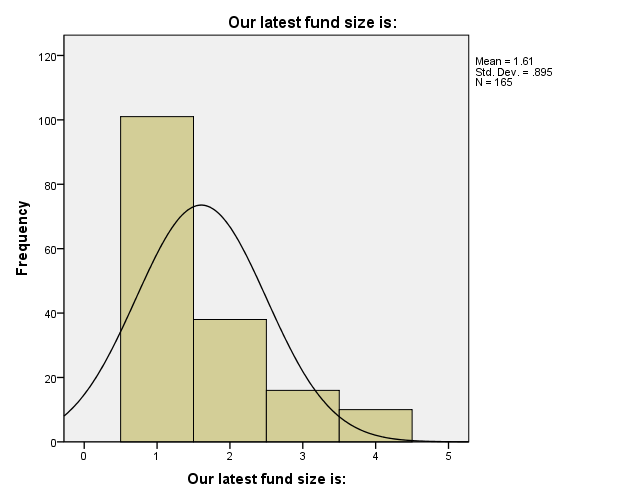 Our latest fund size is:
Mean = 1.61
Std. Dev. = .895
N = 165
120
100
80
60
40
20
0
Frequency
0 1 2 3 4 5
Our latest fund size is: